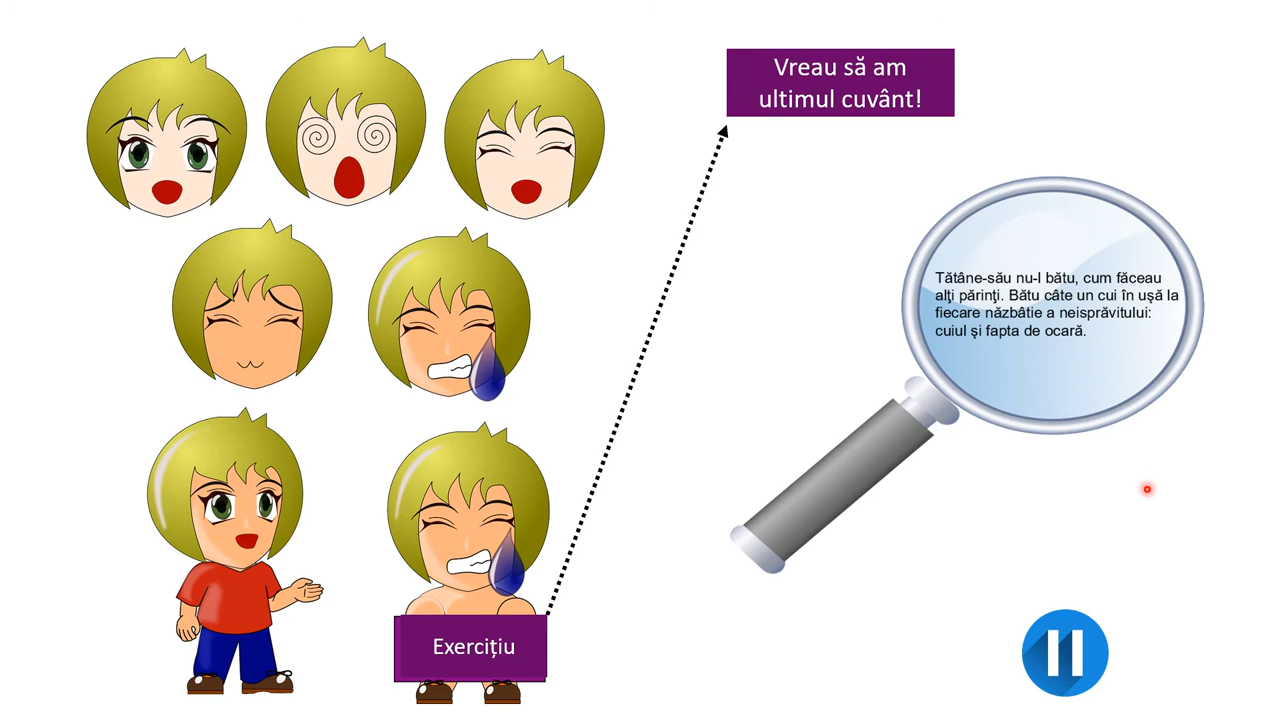 Vreau să am
ultimul cuvânt!
Tătâne-său nu-l bătu, cum făceau
alţi părinţi. Bătu câte un cui în uşă la
fiecare năzbâtie a neisprăvitului:
cuiul şi fapta de ocară.
Exercițiu